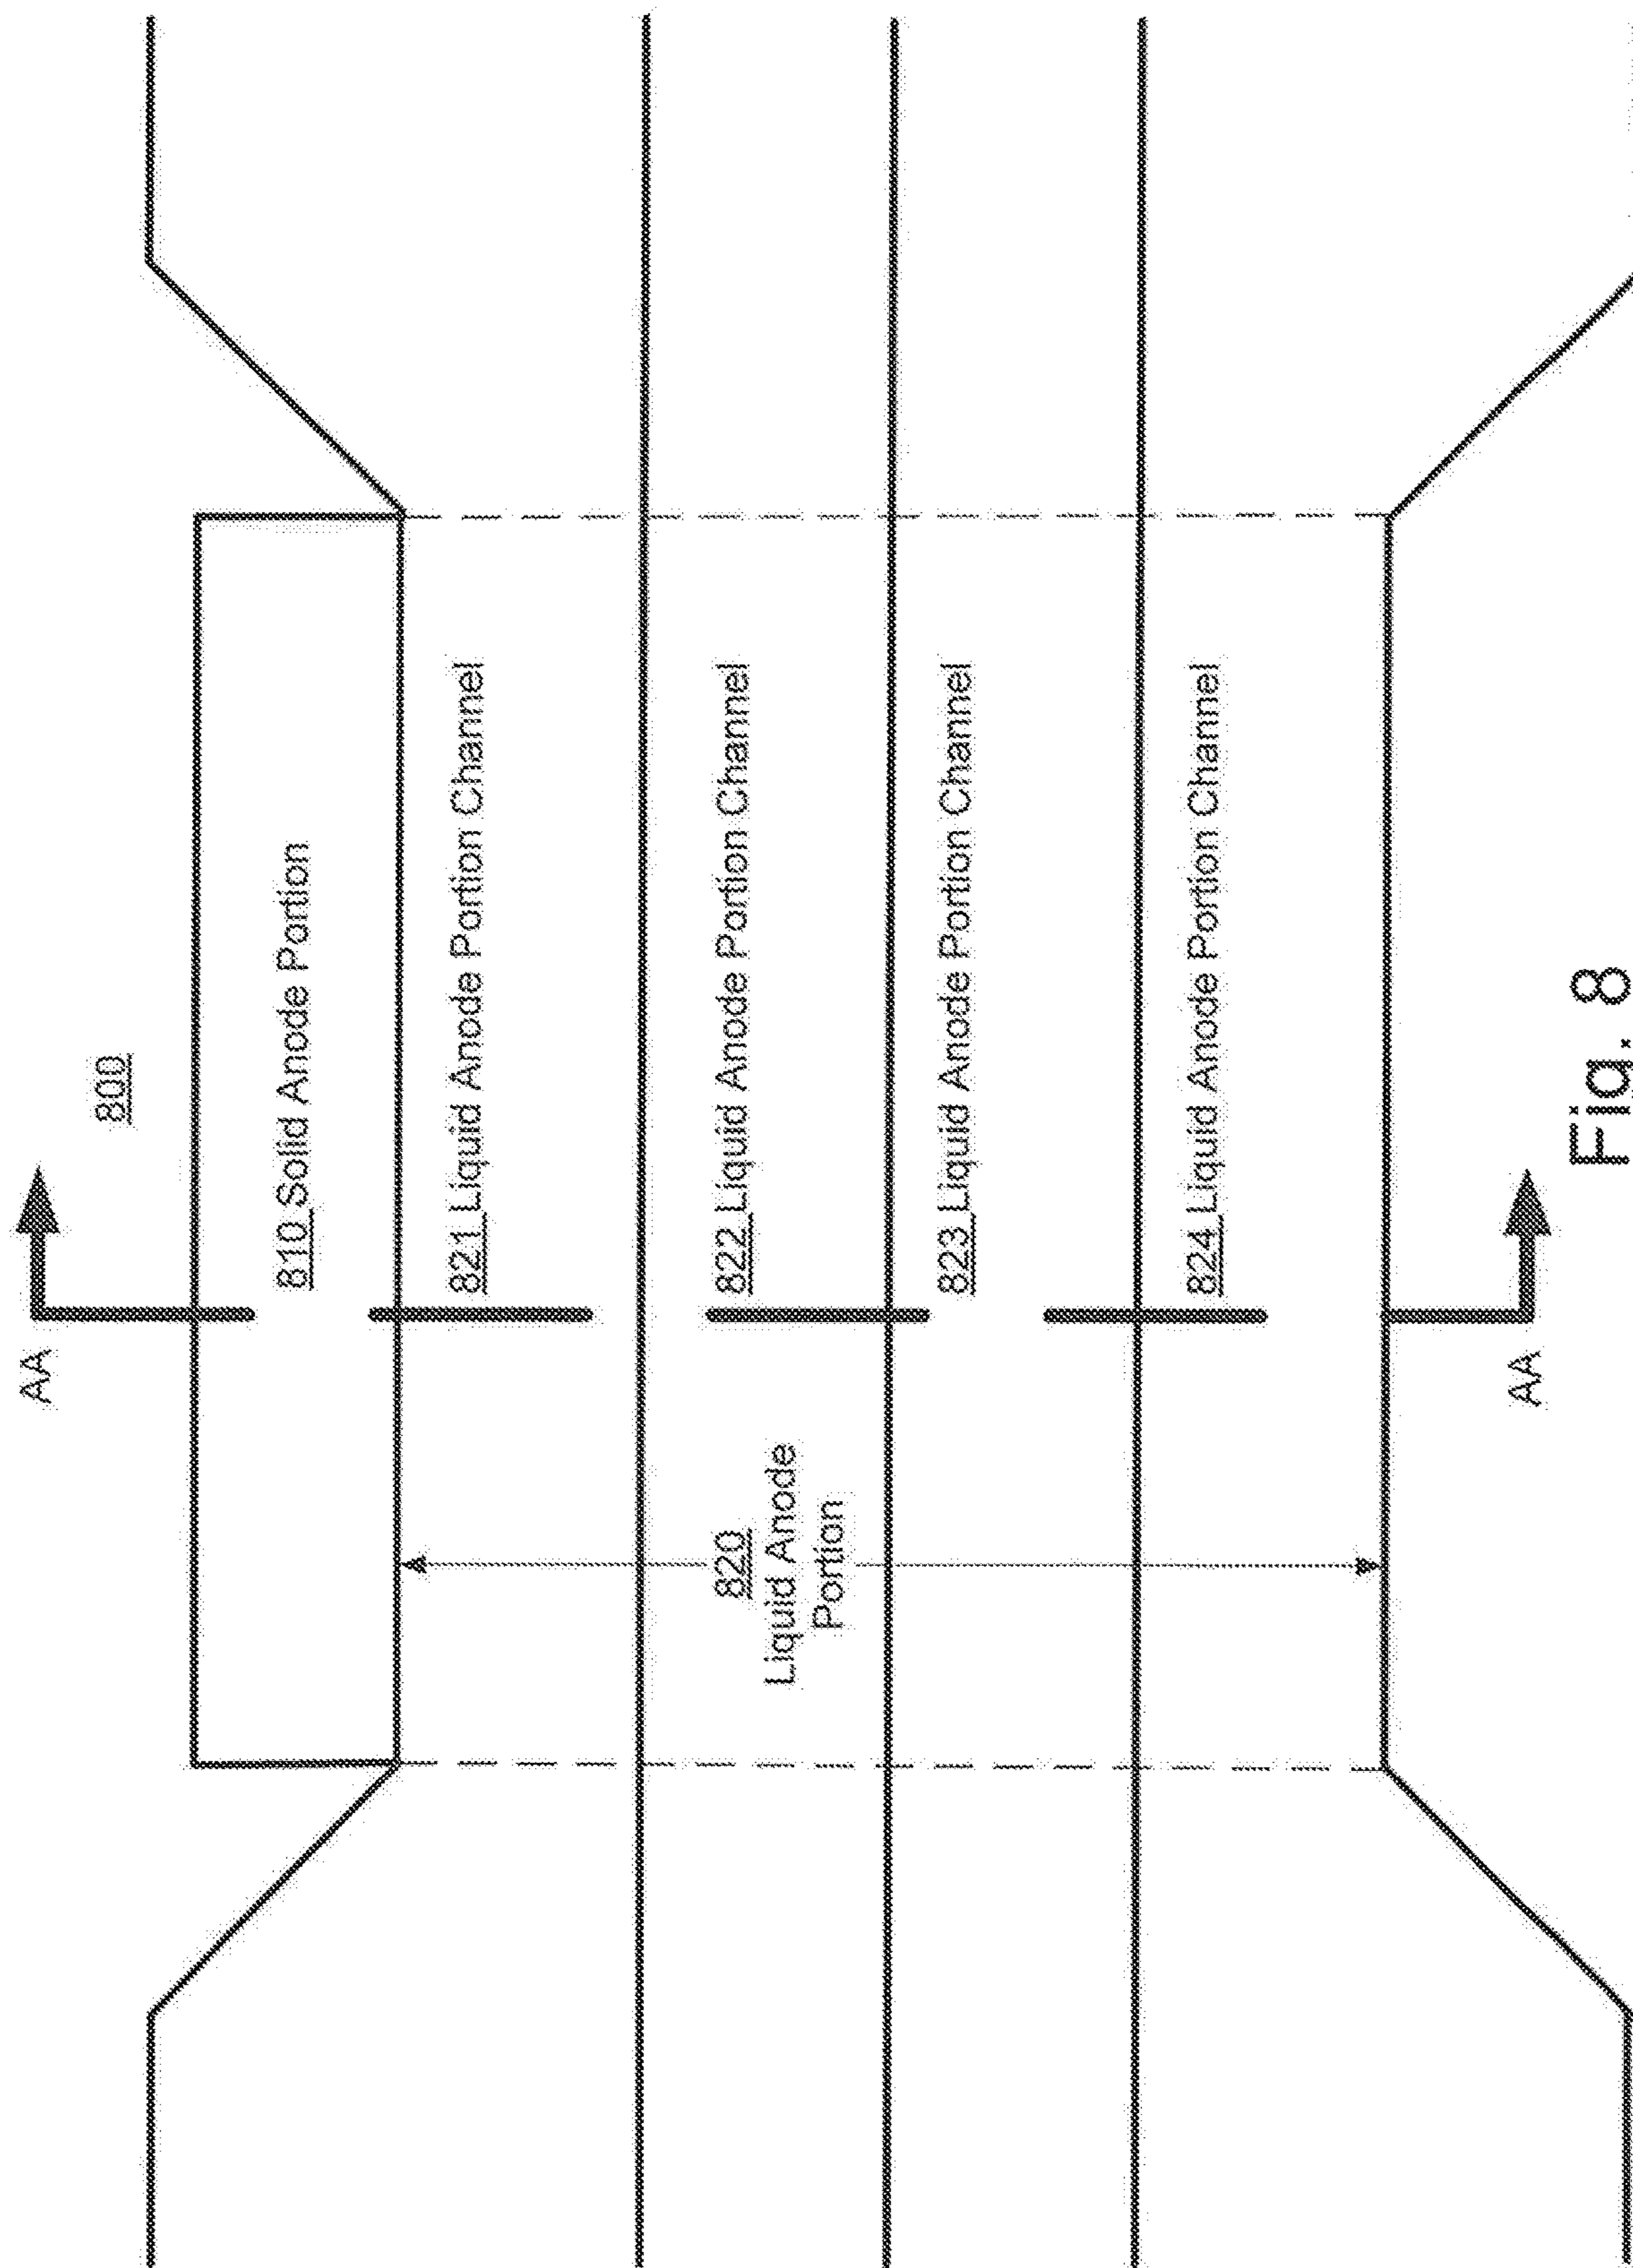 AA
800
810 Solid Anode Portion
821 Liquid Anode Portion Channel
820
Liquid Anode
Portion
822 Liquid Anode Portion Channel
823 Liquid Anode Portion Channel
824 Liquid Anode Portion Channel
AA
Fig. 8